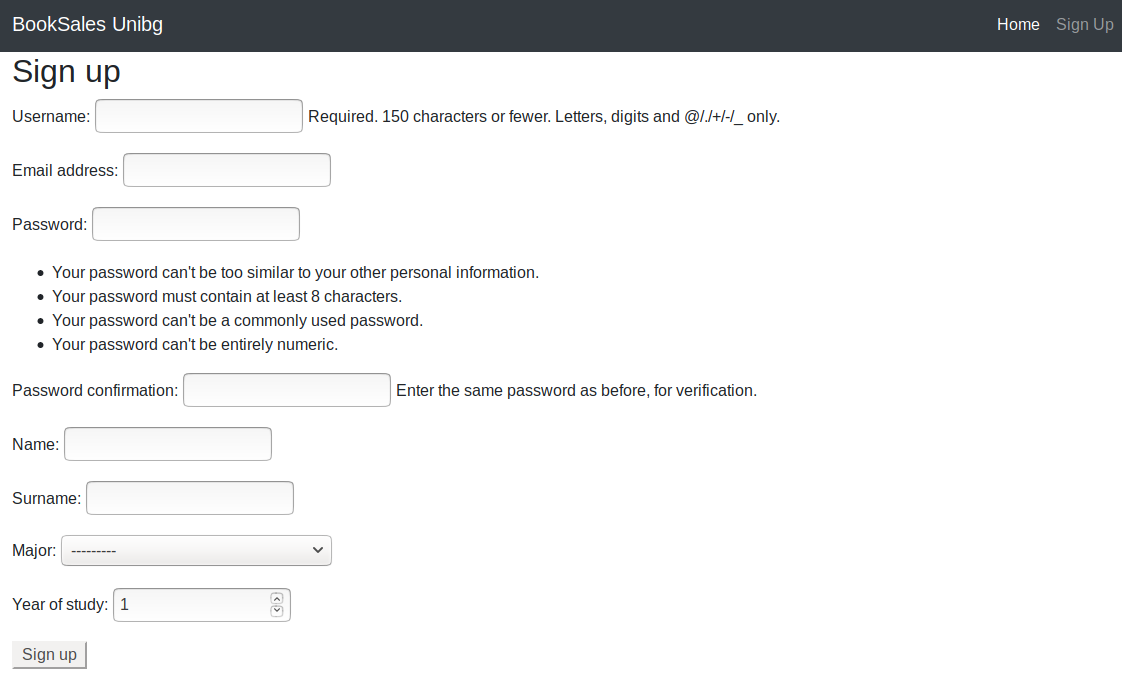 BookSales Unibg Home Sign Up
Sign up
Username: Required. 150 characters or fewer. Letters, digits and @/./+/-/_ only.
Email address:
Password:
• Your password can't be too similar to your other personal information.
• Your password must contain at least 8 characters.
• Your password can't be a commonly used password.
• Your password can't be entirely numeric.
Password confirmation: Enter the same password as before, for verification.
Name:
Surname:
Major: ---------
Year of study: 1
Sign up